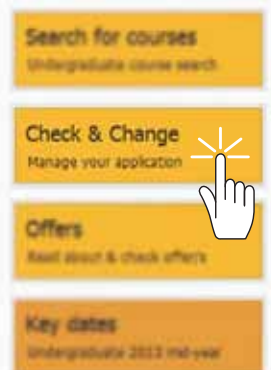 Search for courses
Undergraduate course search
Check & Change
Manage your application
Offers
Read about & check offers
Key dates
Undergraduate 2013 mid-year